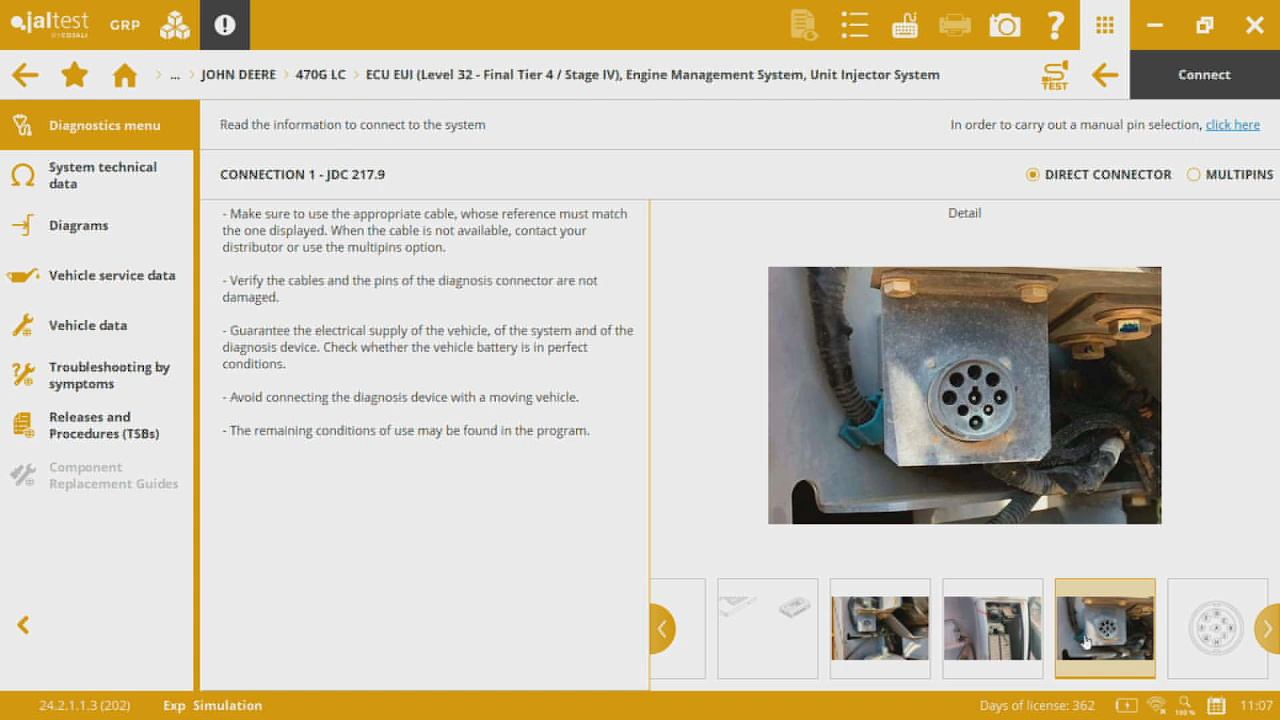 jaltest
BY COJALI
GRP
...
JOHN DEERE
470G LC
ECU EUI (Level 32 - Final Tier 4 / Stage IV), Engine Management System, Unit Injector System
TEST
Connect
Diagnostics menu
Read the information to connect to the system
In order to carry out a manual pin selection, click here
System technical
data
CONNECTION 1 - JDC 217.9
DIRECT CONNECTOR
MULTIPINS
Diagrams
Vehicle service data
Vehicle data
Troubleshooting by
symptoms
Releases and
Procedures (TSBs)
Component
Replacement Guides
- Make sure to use the appropriate cable, whose reference must match
the one displayed. When the cable is not available, contact your
distributor or use the multipins option.
- Verify the cables and the pins of the diagnosis connector are not
damaged.
- Guarantee the electrical supply of the vehicle, of the system and of the
diagnosis device. Check whether the vehicle battery is in perfect
conditions.
- Avoid connecting the diagnosis device with a moving vehicle.
- The remaining conditions of use may be found in the program.
Detail
24.2.1.1.3 (202)
Exp Simulation
Days of license: 362
100 %
11:07